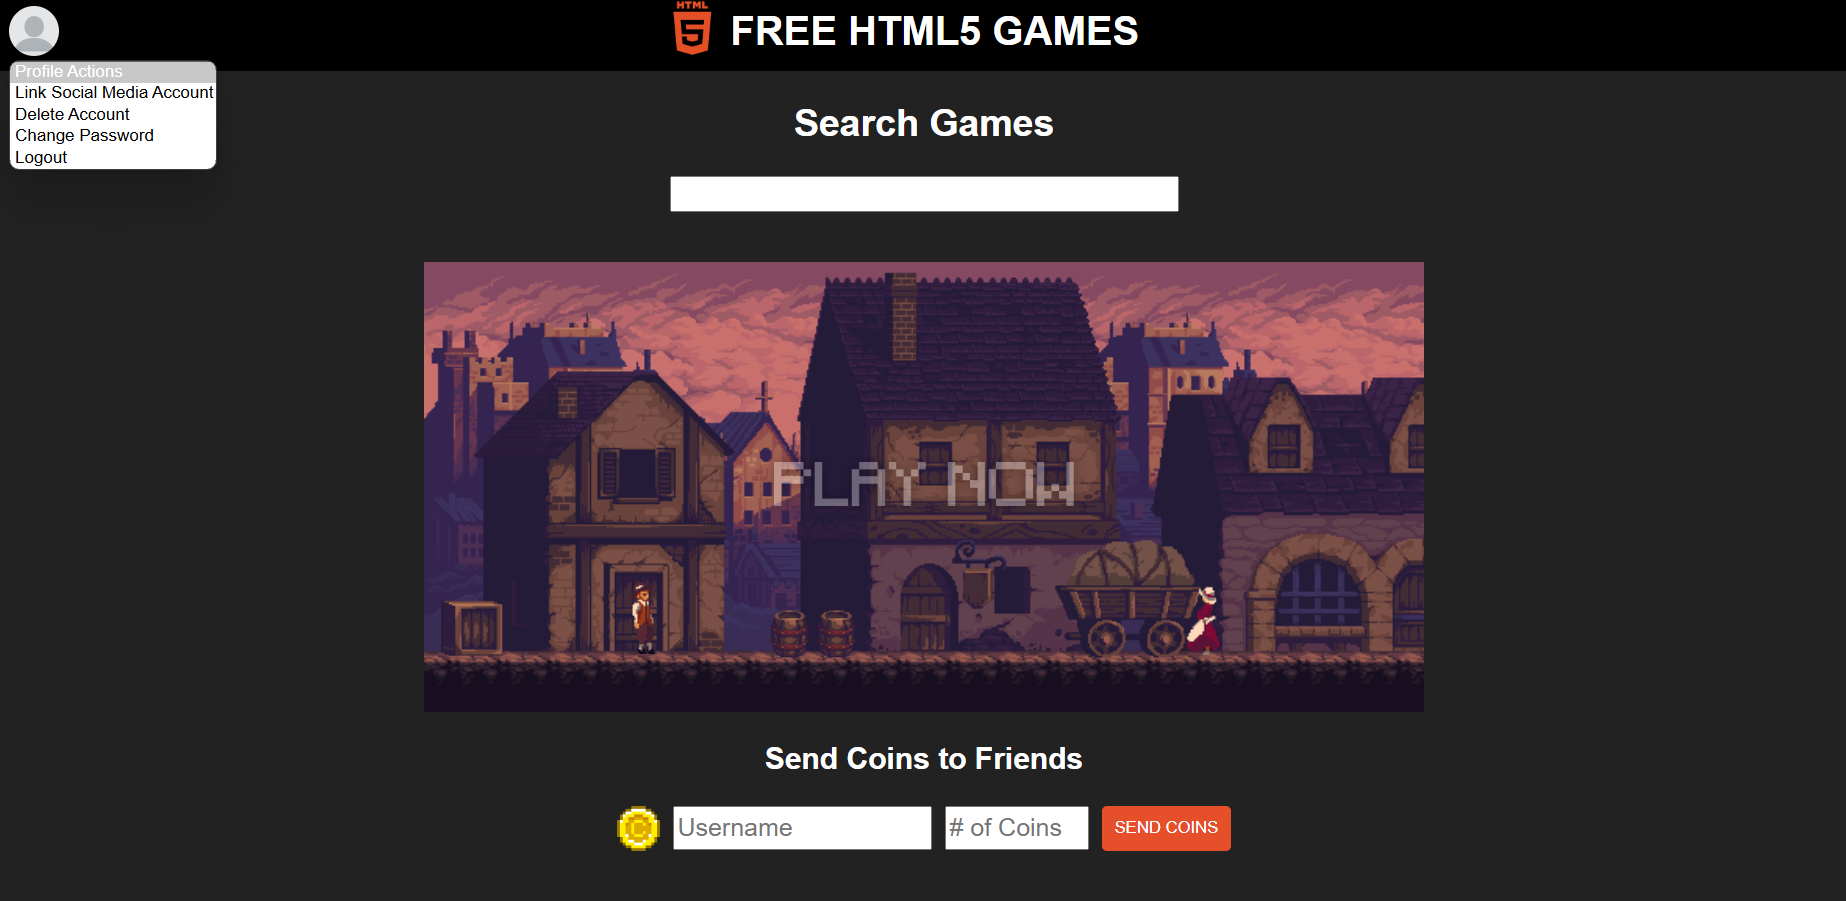 HTML
5
FREE HTML5 GAMES
Profile Actions
Link Social Media Account
Delete Account
Change Password
Logout
Search Games
PLAY NOW
Send Coins to Friends
C
Username
# of Coins
SEND COINS